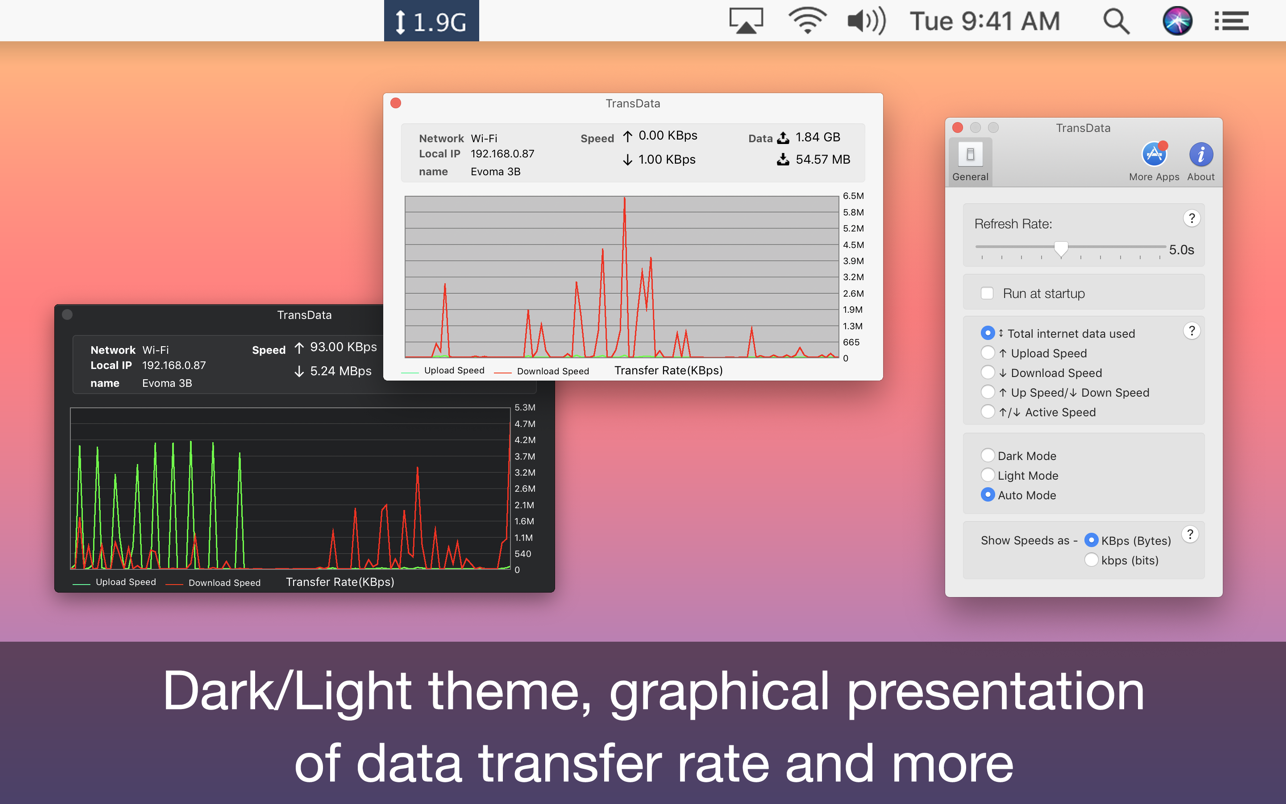 1.9G
Tue 9:41 AM
TransData
Network Wi-Fi
Local IP 192.168.0.87
name Evoma 3B
Speed ↑ 0.00 KBps
↓ 1.00 KBps
Data 1.84 GB
54.57 MB
6.5M
5.8M
5.2M
4.5M
3.9M
3.2M
2.6M
1.9M
1.3M
665
0
Upload Speed Download Speed Transfer Rate(KBps)
TransData
Network Wi-Fi
Local IP 192.168.0.87
name Evoma 3B
Speed ↑ 93.00 KBps
↓ 5.24 MBps
5.3M
4.7M
4.2M
3.7M
3.2M
2.6M
2.1M
1.6M
1.1M
540
0
Upload Speed Download Speed Transfer Rate(KBps)
TransData
General More Apps About
Refresh Rate: ?
5.0s
Run at startup
↕ Total internet data used ?
↑ Upload Speed
↓ Download Speed
↑ Up Speed/↓ Down Speed
↑/↓ Active Speed
Dark Mode
Light Mode
Auto Mode
Show Speeds as - KBps (Bytes) ?
kbps (bits)
Dark/Light theme, graphical presentation
of data transfer rate and more